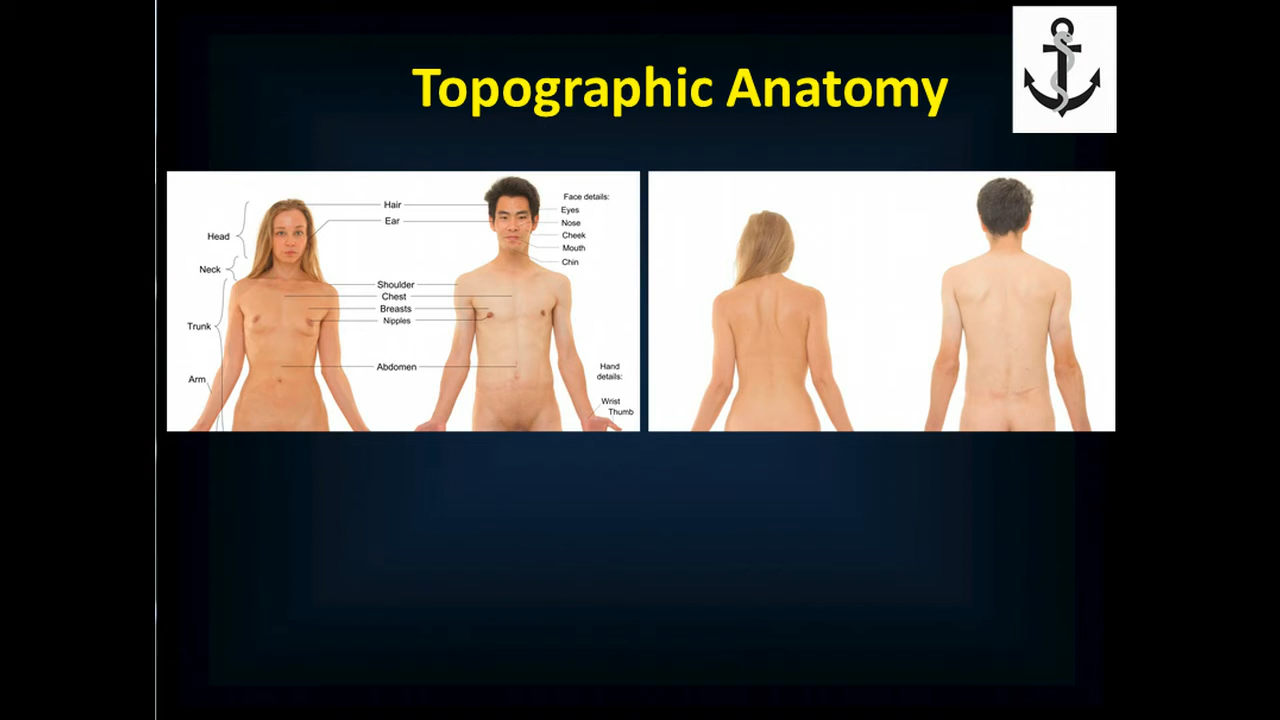 Topographic Anatomy
Head
Neck
Trunk
Arm
Hair
Ear
Shoulder
Chest
Breasts
Nipples
Abdomen
Face details:
Eyes
Nose
Cheek
Mouth
Chin
Hand
details:
Wrist
Thumb